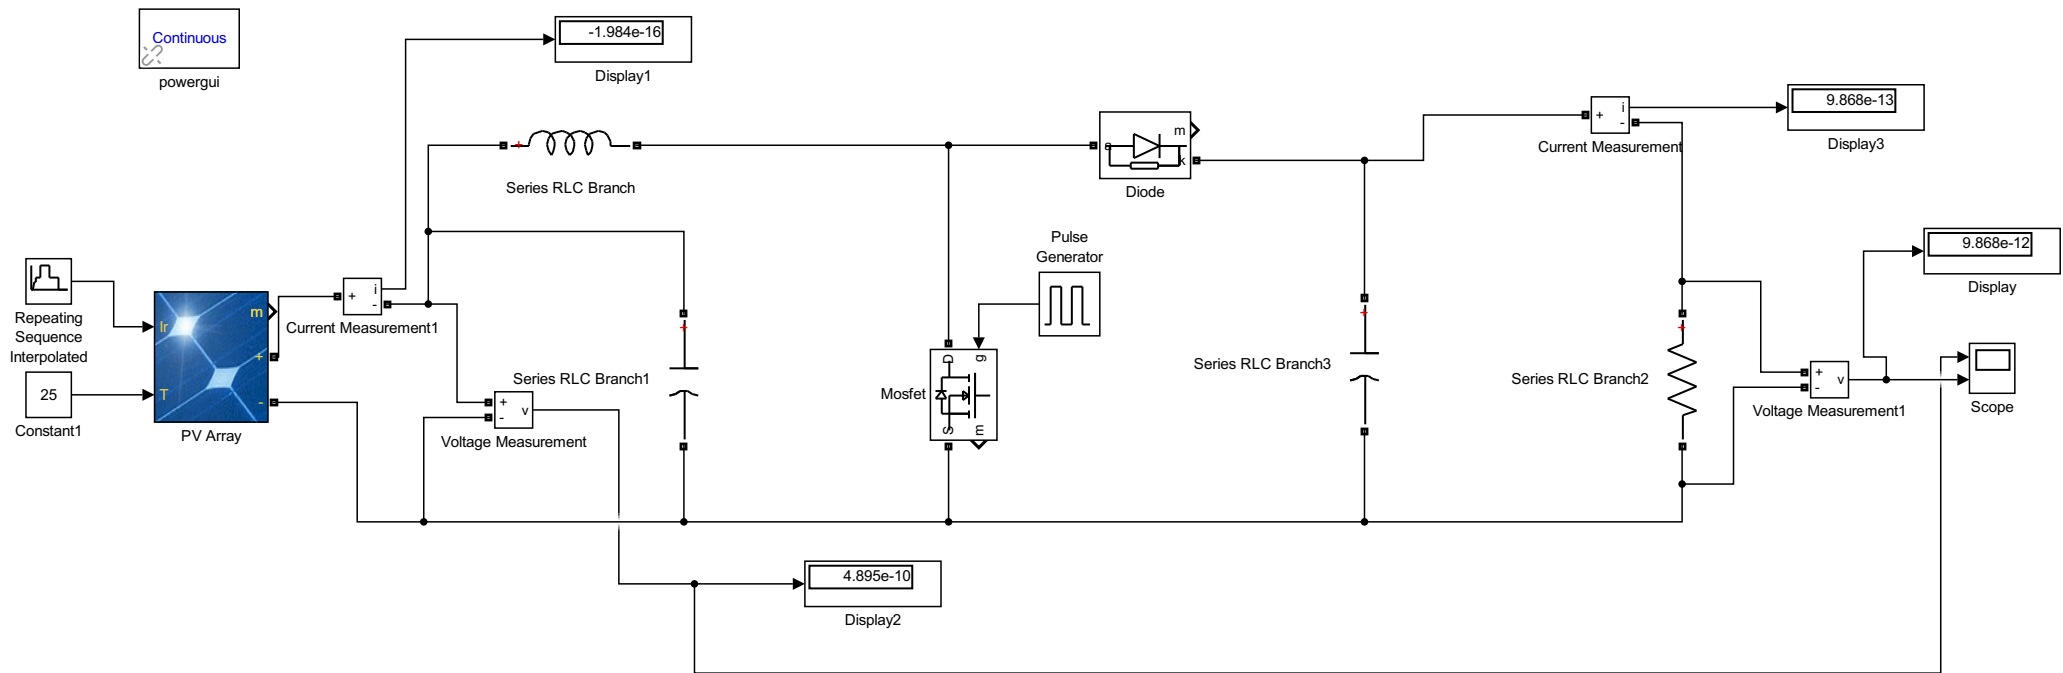 Continuous
powergui
-1.984e-16
Display1
Series RLC Branch
m
a
k
Diode
i
+
-
Current Measurement
9.868e-13
Display3
Repeating
Sequence
Interpolated
25
Constant1
Ir
T
m
+
-
PV Array
+
i
-
Current Measurement1
+
-
v
Voltage Measurement
+
Series RLC Branch1
Pulse
Generator
D
g
S
m
Mosfet
+
Series RLC Branch3
+
Series RLC Branch2
+
-
v
Voltage Measurement1
9.868e-12
Display
Scope
4.895e-10
Display2
+